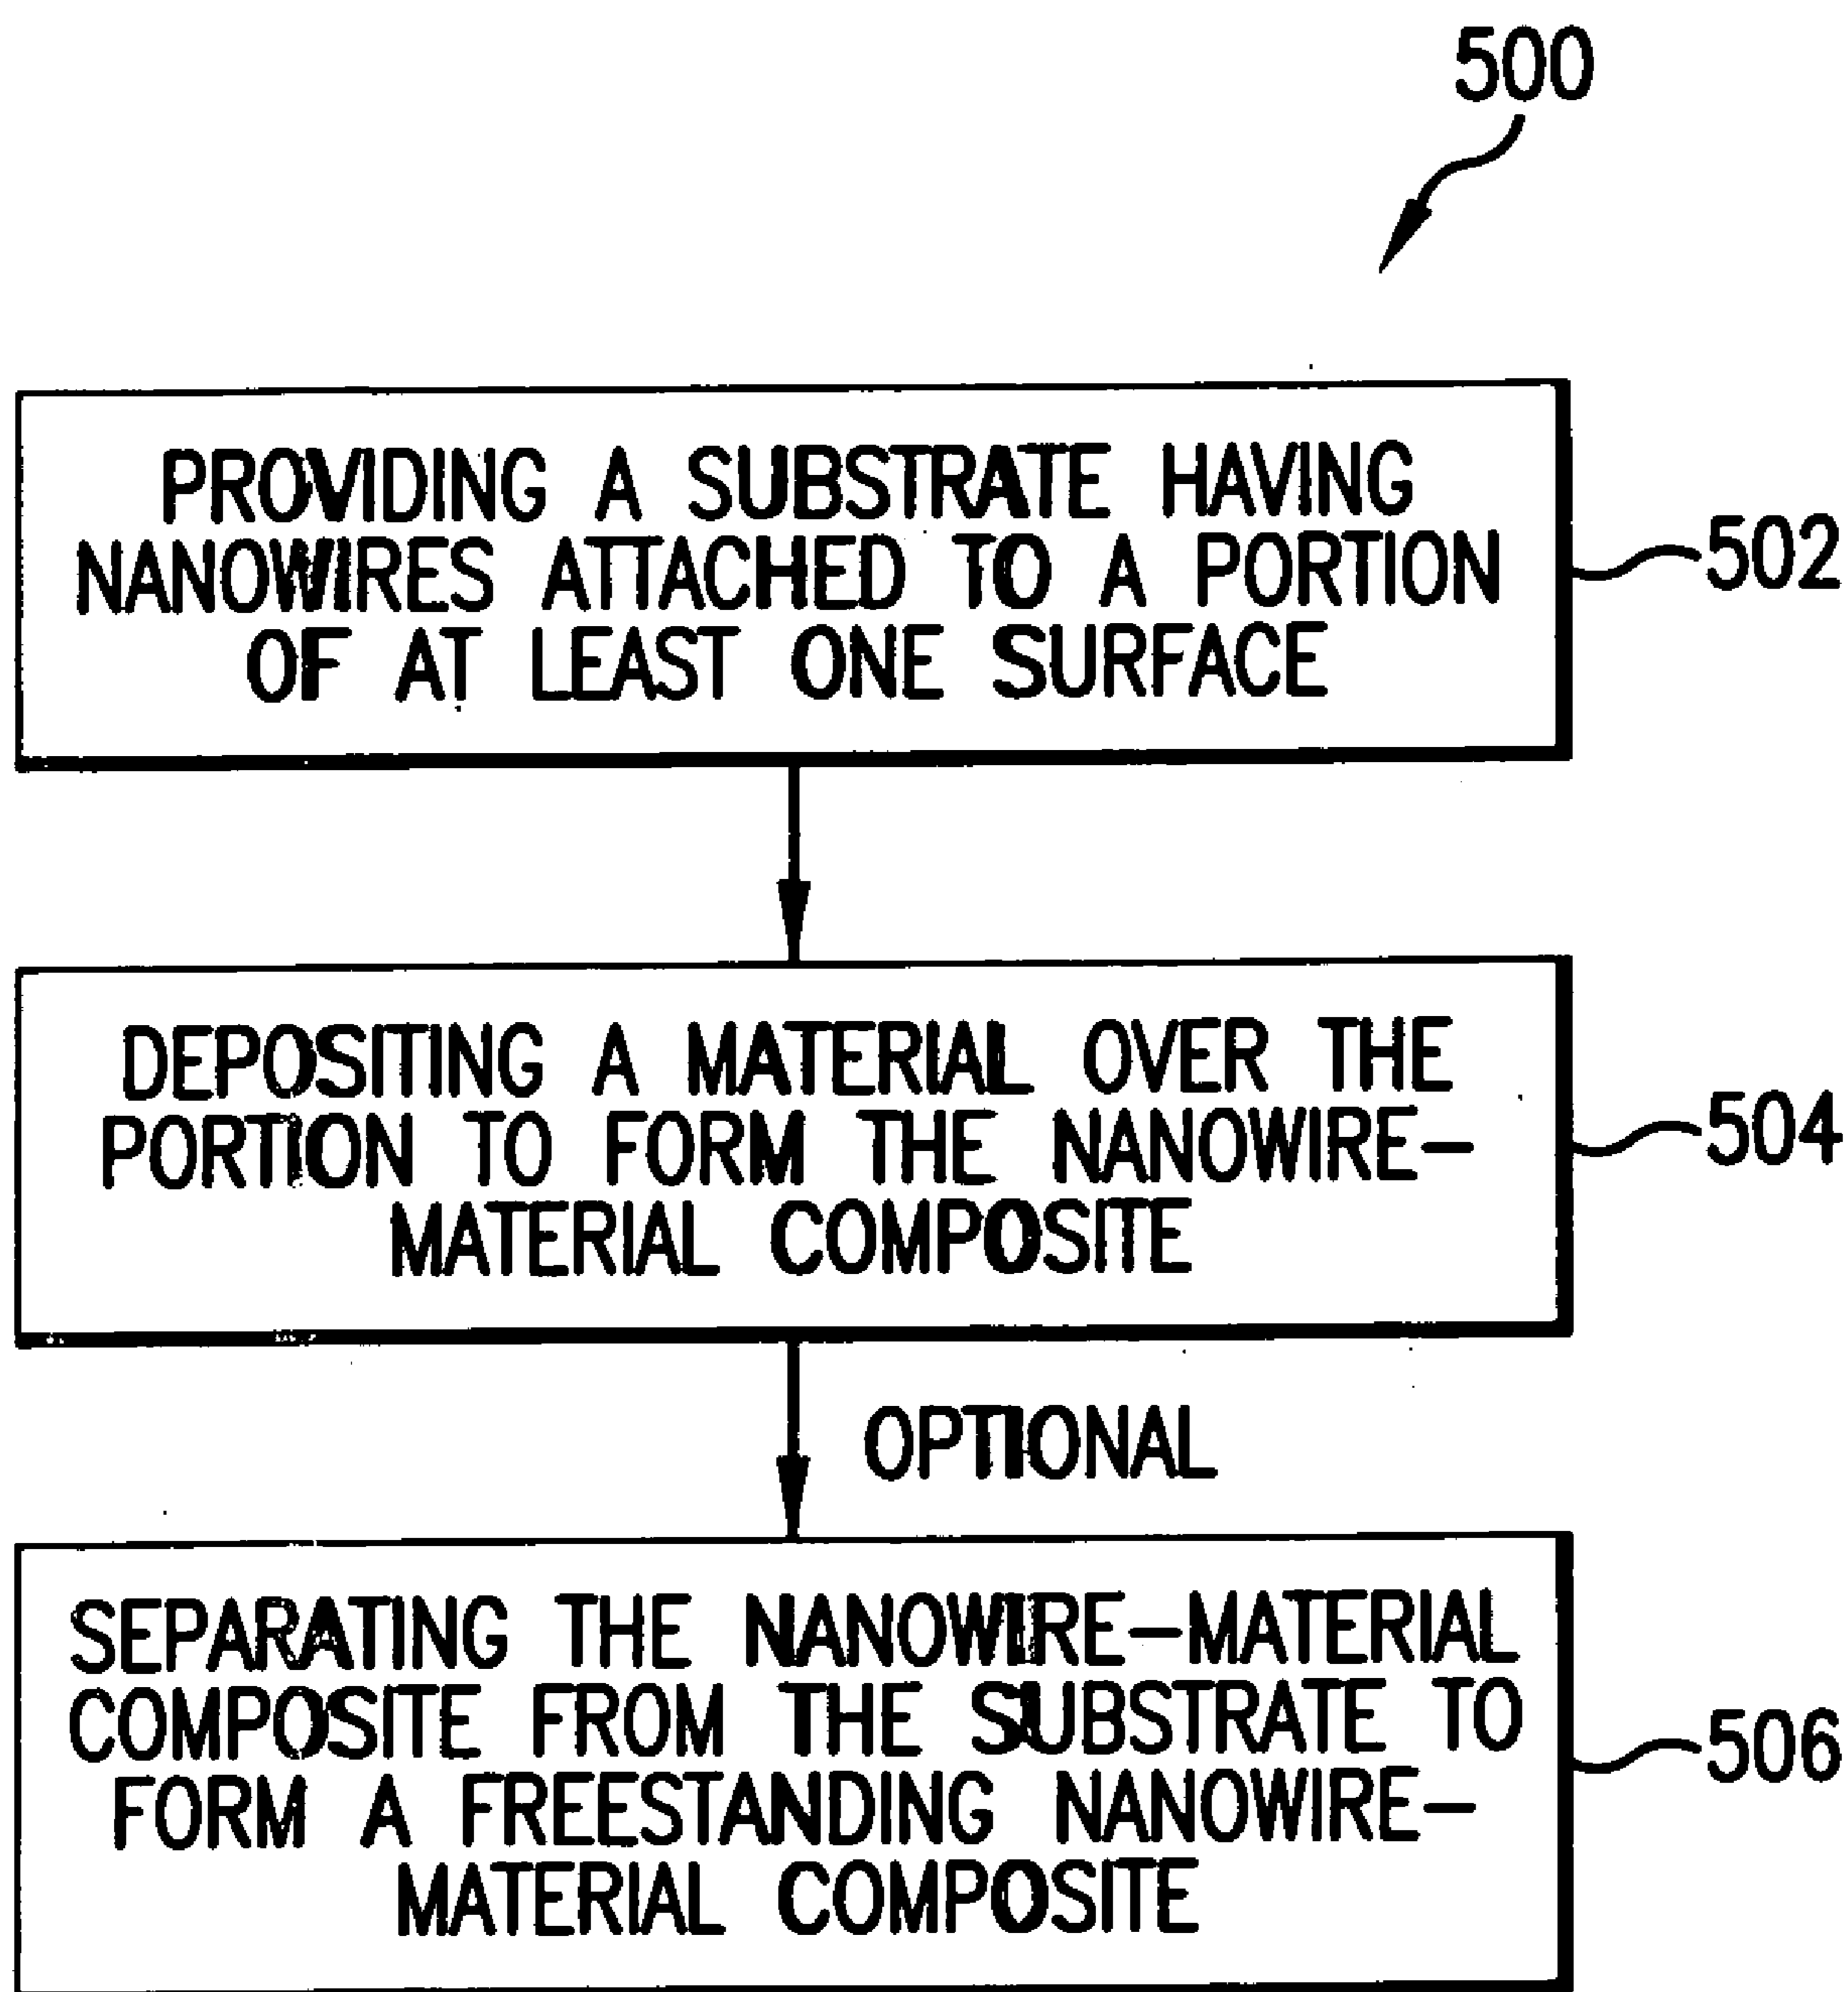 500
PROVIDING A SUBSTRATE HAVING
NANOWIRES ATTACHED TO A PORTION
OF AT LEAST ONE SURFACE
502
DEPOSITING A MATERIAL OVER THE
PORTION TO FORM THE NANOWIRE-
MATERIAL COMPOSITE
504
OPTIONAL
SEPARATING THE NANOWIRE-MATERIAL
COMPOSITE FROM THE SUBSTRATE TO
FORM A FREESTANDING NANOWIRE-
MATERIAL COMPOSITE
506